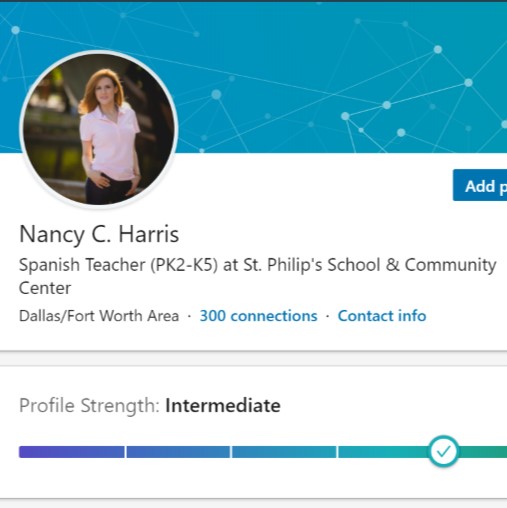 Add
Nancy C. Harris
Spanish Teacher (PK2-K5) at St. Philip's School & Community
Center
Dallas/Fort Worth Area · 300 connections · Contact info
Profile Strength: Intermediate